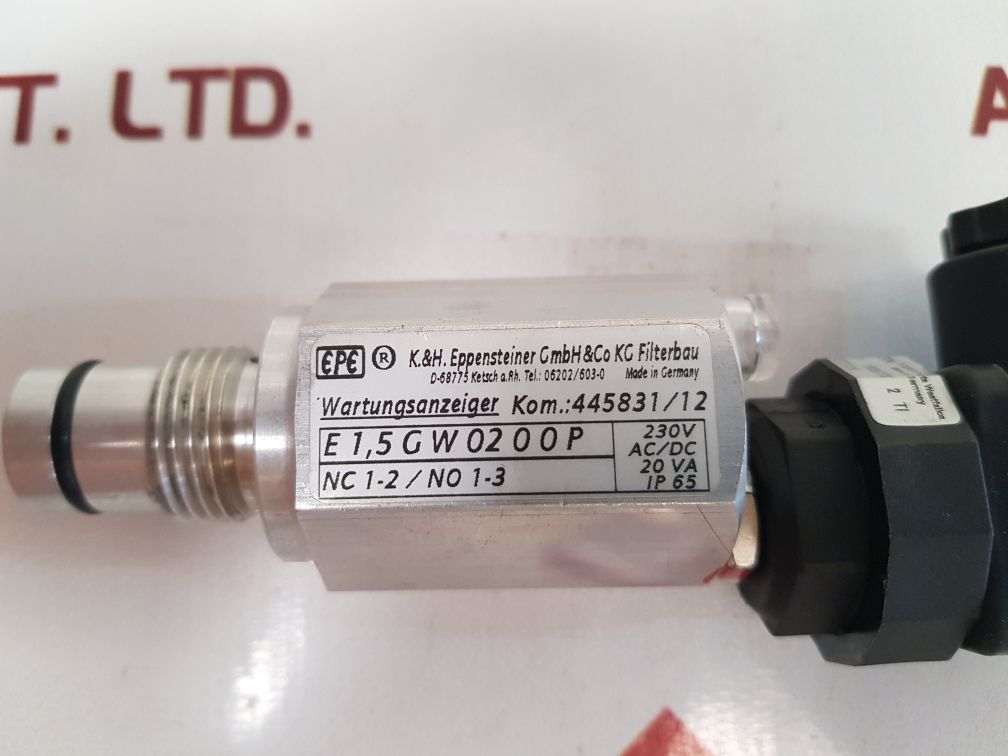 T. LTD.
A
EPE ® K.&H. Eppensteiner GmbH&Co KG Filterbau
D-68775 Ketsch a.Rh. Tel.: 06202/603-0 Made in Germany
Wartungsanzeiger Kom.:445831/12
E 1,5 G W 02 0 0 P
NC 1-2 / NO 1-3
230V
AC/DC
20 VA
IP 65
2 TI